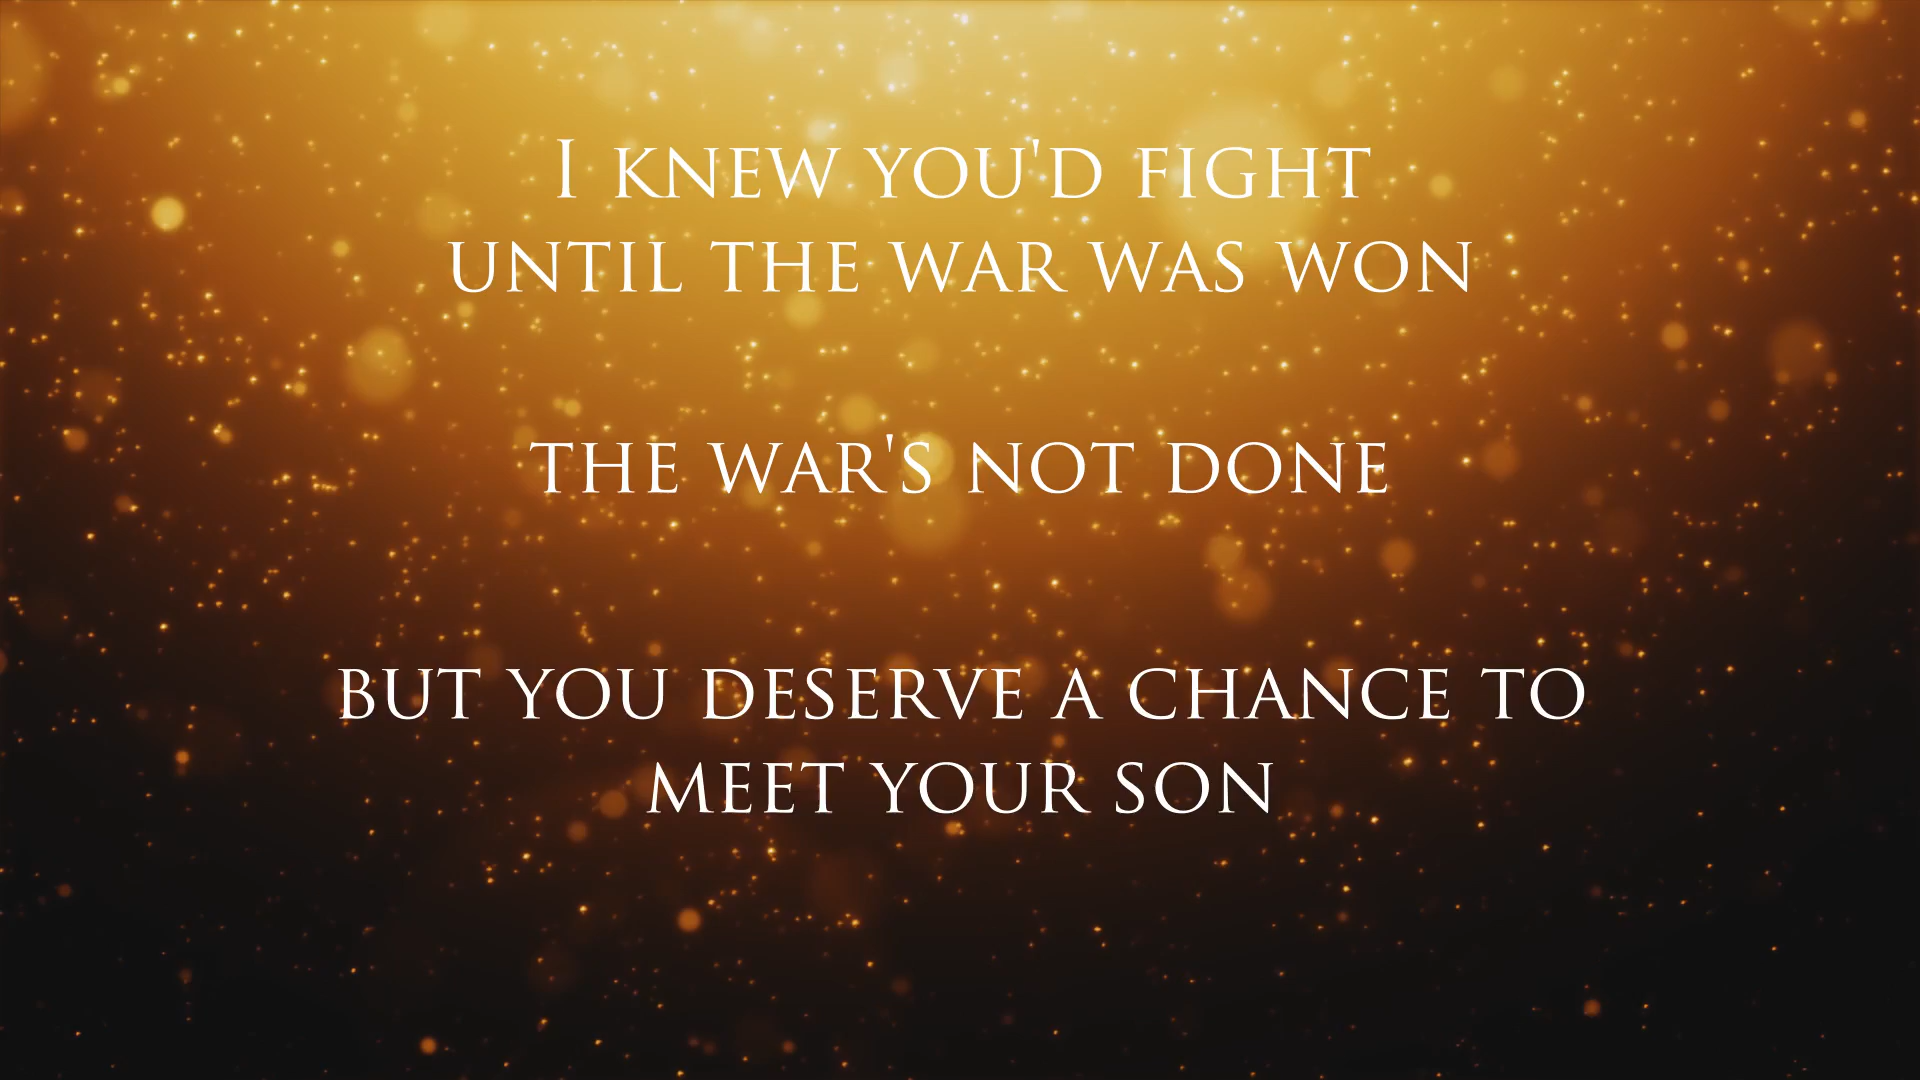 I KNEW YOU'D FIGHT
UNTIL THE WAR WAS WON
THE WAR'S NOT DONE
BUT YOU DESERVE A CHANCE TO
MEET YOUR SON